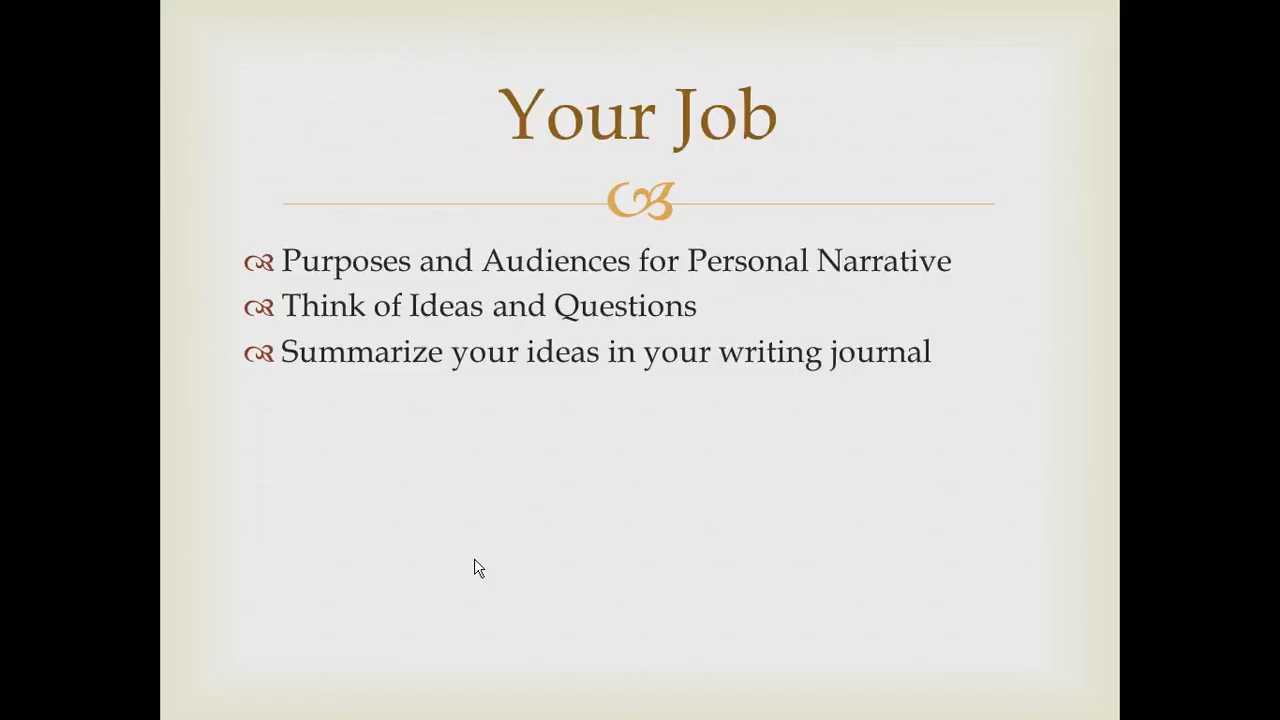 Your Job
Purposes and Audiences for Personal Narrative
Think of Ideas and Questions
Summarize your ideas in your writing journal